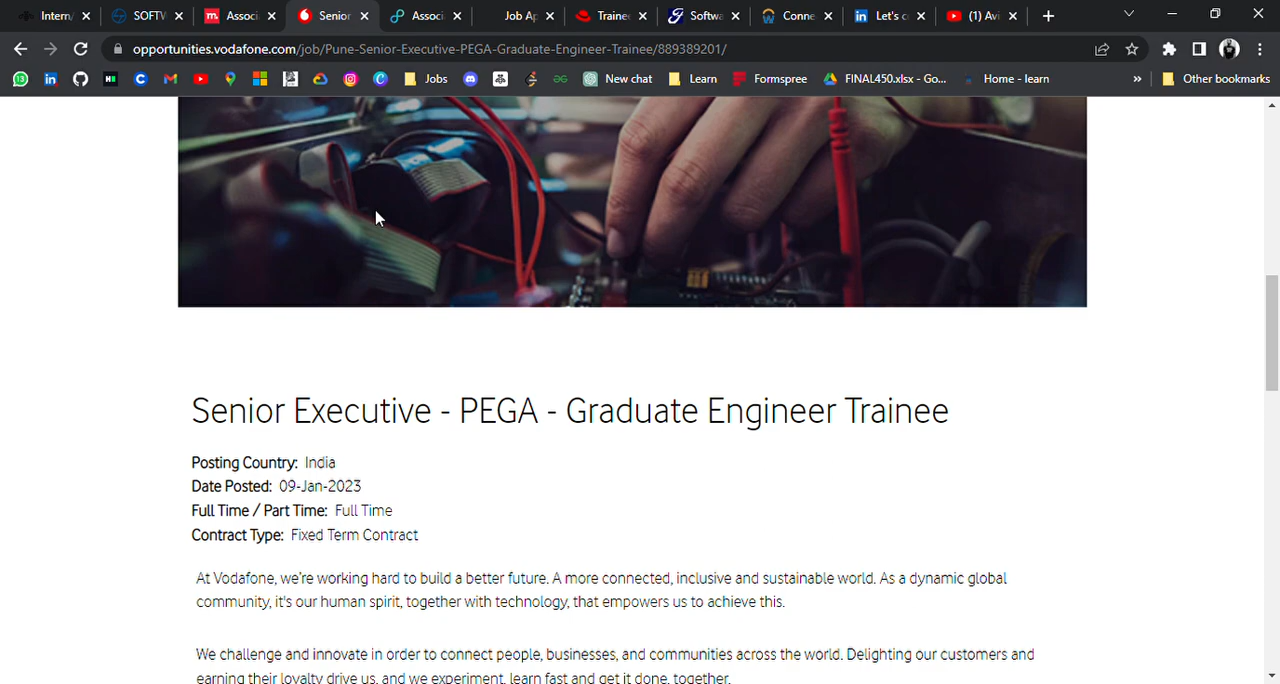 Intern/
SOFTW
Associ
Senior
Associ
Job Ap
Trainee
Softwa
Conne
Let's co
(1) Avi
opportunities.vodafone.com/job/Pune-Senior-Executive-PEGA-Graduate-Engineer-Trainee/889389201/
Jobs
New chat
Learn
Formspree
FINAL450.xlsx - Go...
Home - learn
»
Other bookmarks
Senior Executive - PEGA - Graduate Engineer Trainee
Posting Country: India
Date Posted: 09-Jan-2023
Full Time / Part Time: Full Time
Contract Type: Fixed Term Contract
At Vodafone, we're working hard to build a better future. A more connected, inclusive and sustainable world. As a dynamic global
community, it's our human spirit, together with technology, that empowers us to achieve this.
We challenge and innovate in order to connect people, businesses, and communities across the world. Delighting our customers and
earning their loyalty drive us, and we experiment, learn fast and get it done, together.